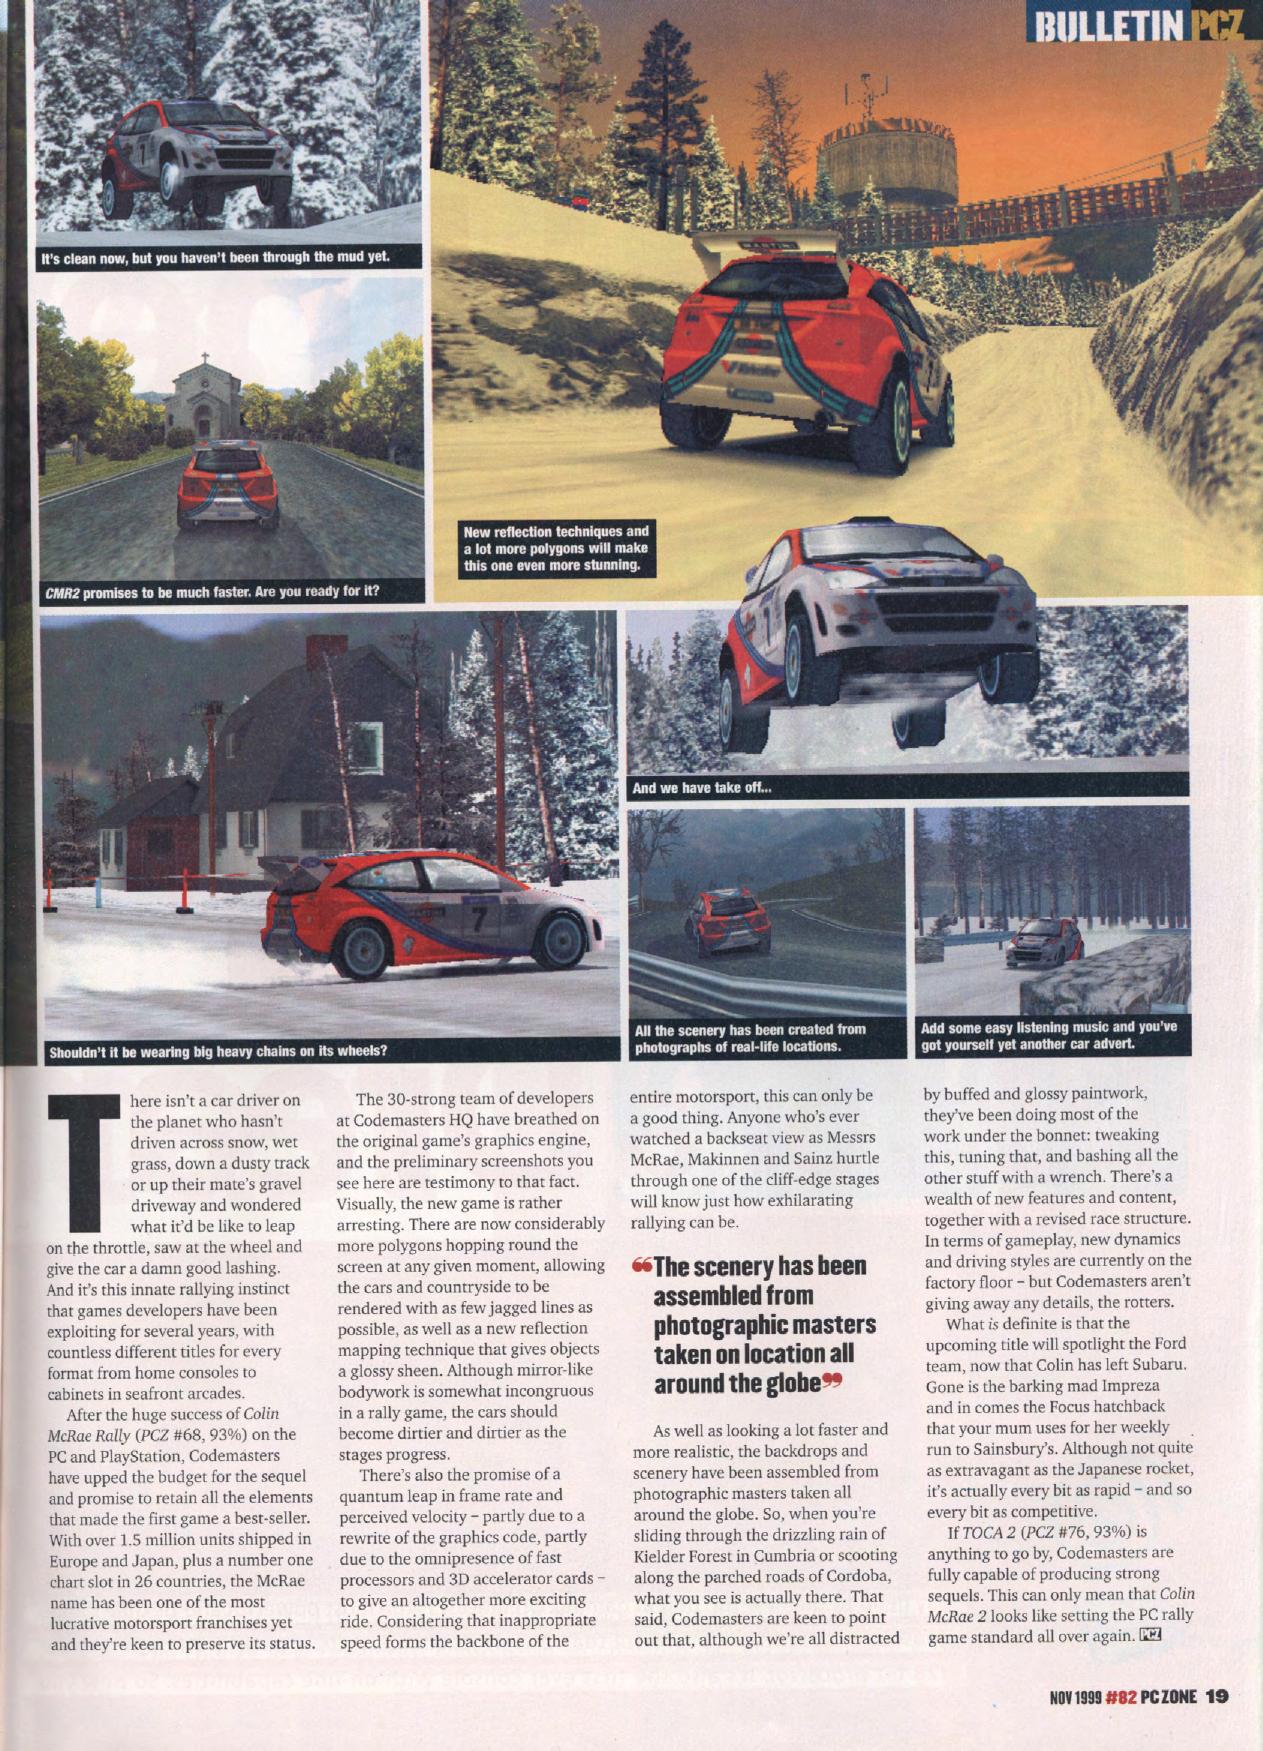 BULLETIN PCZ
It's clean now, but you haven't been through the mud yet.
CMR2 promises to be much faster. Are you ready for it?
New reflection techniques and
a lot more polygons will make
this one even more stunning.
Shouldn't it be wearing big heavy chains on its wheels?
7
And we have take off...
All the scenery has been created from
photographs of real-life locations.
Add some easy listening music and you've
got yourself yet another car advert.
There isn't a car driver on
the planet who hasn't
driven across snow, wet
grass, down a dusty track
or up their mate's gravel
driveway and wondered
what it'd be like to leap
on the throttle, saw at the wheel and
give the car a damn good lashing.
And it's this innate rallying instinct
that games developers have been
exploiting for several years, with
countless different titles for every
format from home consoles to
cabinets in seafront arcades.
After the huge success of Colin
McRae Rally (PCZ #68, 93%) on the
PC and PlayStation, Codemasters
have upped the budget for the sequel
and promise to retain all the elements
that made the first game a best-seller.
With over 1.5 million units shipped in
Europe and Japan, plus a number one
chart slot in 26 countries, the McRae
name has been one of the most
lucrative motorsport franchises yet
and they're keen to preserve its status.
The 30-strong team of developers
at Codemasters HQ have breathed on
the original game's graphics engine,
and the preliminary screenshots you
see here are testimony to that fact.
Visually, the new game is rather
arresting. There are now considerably
more polygons hopping round the
screen at any given moment, allowing
the cars and countryside to be
rendered with as few jagged lines as
possible, as well as a new reflection
mapping technique that gives objects
a glossy sheen. Although mirror-like
bodywork is somewhat incongruous
in a rally game, the cars should
become dirtier and dirtier as the
stages progress.
There's also the promise of a
quantum leap in frame rate and
perceived velocity – partly due to a
rewrite of the graphics code, partly
due to the omnipresence of fast
processors and 3D accelerator cards –
to give an altogether more exciting
ride. Considering that inappropriate
speed forms the backbone of the
entire motorsport, this can only be
a good thing. Anyone who's ever
watched a backseat view as Messrs
McRae, Makinnen and Sainz hurtle
through one of the cliff-edge stages
will know just how exhilarating
rallying can be.
“The scenery has been
assembled from
photographic masters
taken on location all
around the globe”
As well as looking a lot faster and
more realistic, the backdrops and
scenery have been assembled from
photographic masters taken all
around the globe. So, when you're
sliding through the drizzling rain of
Kielder Forest in Cumbria or scooting
along the parched roads of Cordoba,
what you see is actually there. That
said, Codemasters are keen to point
out that, although we're all distracted
by buffed and glossy paintwork,
they've been doing most of the
work under the bonnet: tweaking
this, tuning that, and bashing all the
other stuff with a wrench. There's a
wealth of new features and content,
together with a revised race structure.
In terms of gameplay, new dynamics
and driving styles are currently on the
factory floor – but Codemasters aren't
giving away any details, the rotters.
What is definite is that the
upcoming title will spotlight the Ford
team, now that Colin has left Subaru.
Gone is the barking mad Impreza
and in comes the Focus hatchback
that your mum uses for her weekly
run to Sainsbury's. Although not quite
as extravagant as the Japanese rocket,
it's actually every bit as rapid – and so
every bit as competitive.
If TOCA 2 (PCZ #76, 93%) is
anything to go by, Codemasters are
fully capable of producing strong
sequels. This can only mean that Colin
McRae 2 looks like setting the PC rally
game standard all over again. PCZ
NOV 1999 #82 PC ZONE 19